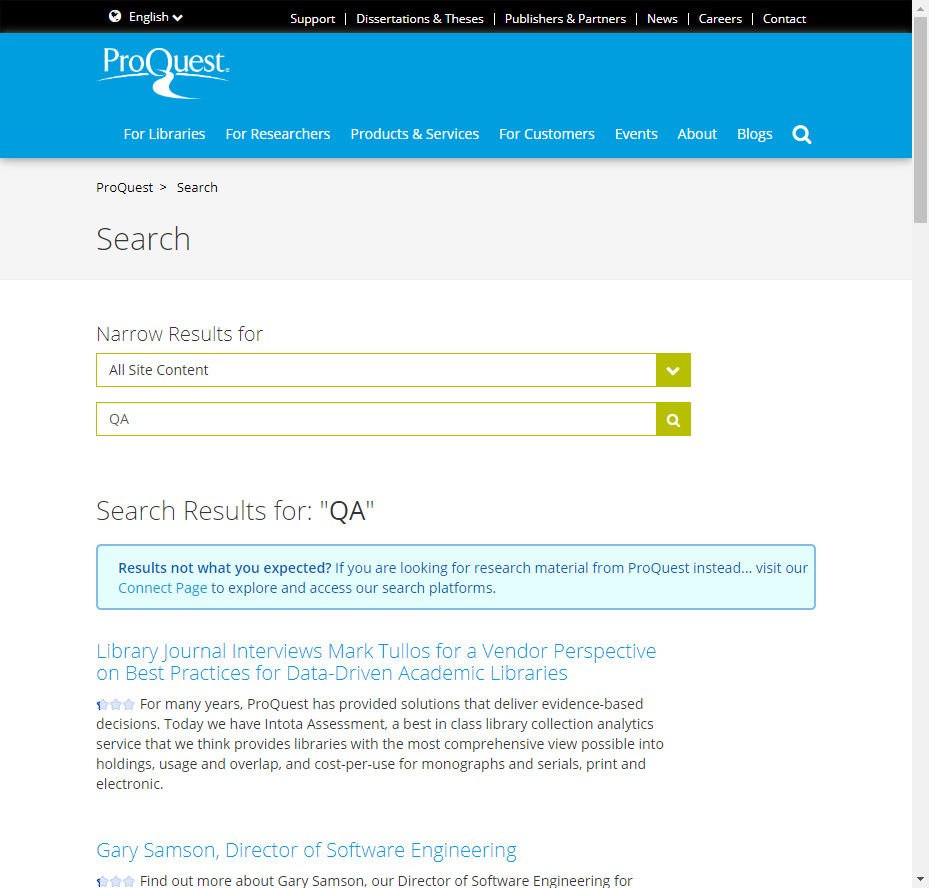 English
Support | Dissertations & Theses | Publishers & Partners | News | Careers | Contact
ProQuest
For Libraries For Researchers Products & Services For Customers Events About Blogs
ProQuest > Search
Search
Narrow Results for
All Site Content
QA
Search Results for: "QA"
Results not what you expected? If you are looking for research material from ProQuest instead... visit our
Connect Page to explore and access our search platforms.
Library Journal Interviews Mark Tullos for a Vendor Perspective
on Best Practices for Data-Driven Academic Libraries
For many years, ProQuest has provided solutions that deliver evidence-based
decisions. Today we have Intota Assessment, a best in class library collection analytics
service that we think provides libraries with the most comprehensive view possible into
holdings, usage and overlap, and cost-per-use for monographs and serials, print and
electronic.
Gary Samson, Director of Software Engineering
Find out more about Gary Samson, our Director of Software Engineering for